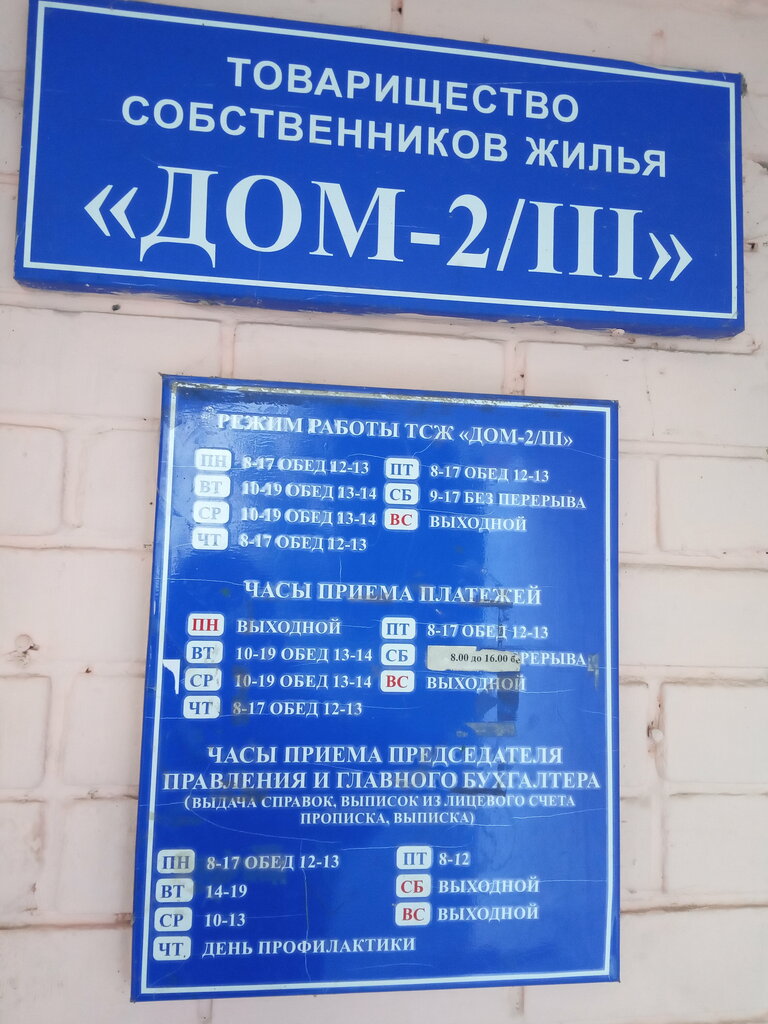 ТОВАРИЩЕСТВО
СОБСТВЕННИКОВ ЖИЛЬЯ
«ДОМ-2/III»
РЕЖИМ РАБОТЫ ТСЖ «ДОМ-2/III»
ПН 8-17 ОБЕД 12-13
ВТ 10-19 ОБЕД 13-14
СР 10-19 ОБЕД 13-14
ЧТ 8-17 ОБЕД 12-13
ПТ 8-17 ОБЕД 12-13
СБ 9-17 БЕЗ ПЕРЕРЫВА
ВС ВЫХОДНОЙ
ЧАСЫ ПРИЕМА ПЛАТЕЖЕЙ
ПН ВЫХОДНОЙ
ВТ 10-19 ОБЕД 13-14
СР 10-19 ОБЕД 13-14
ЧТ 8-17 ОБЕД 12-13
ПТ 8-17 ОБЕД 12-13
СБ 8.00 до 16.00 бе РЕРЫВА
ВС ВЫХОДНОЙ
ЧАСЫ ПРИЕМА ПРЕДСЕДАТЕЛЯ
ПРАВЛЕНИЯ И ГЛАВНОГО БУХГАЛТЕРА
(ВЫДАЧА СПРАВОК, ВЫПИСОК ИЗ ЛИЦЕВОГО СЧЕТА
ПРОПИСКА, ВЫПИСКА)
ПН 8-17 ОБЕД 12-13
ВТ 14-19
СР 10-13
ЧТ ДЕНЬ ПРОФИЛАКТИКИ
ПТ 8-12
СБ ВЫХОДНОЙ
ВС ВЫХОДНОЙ